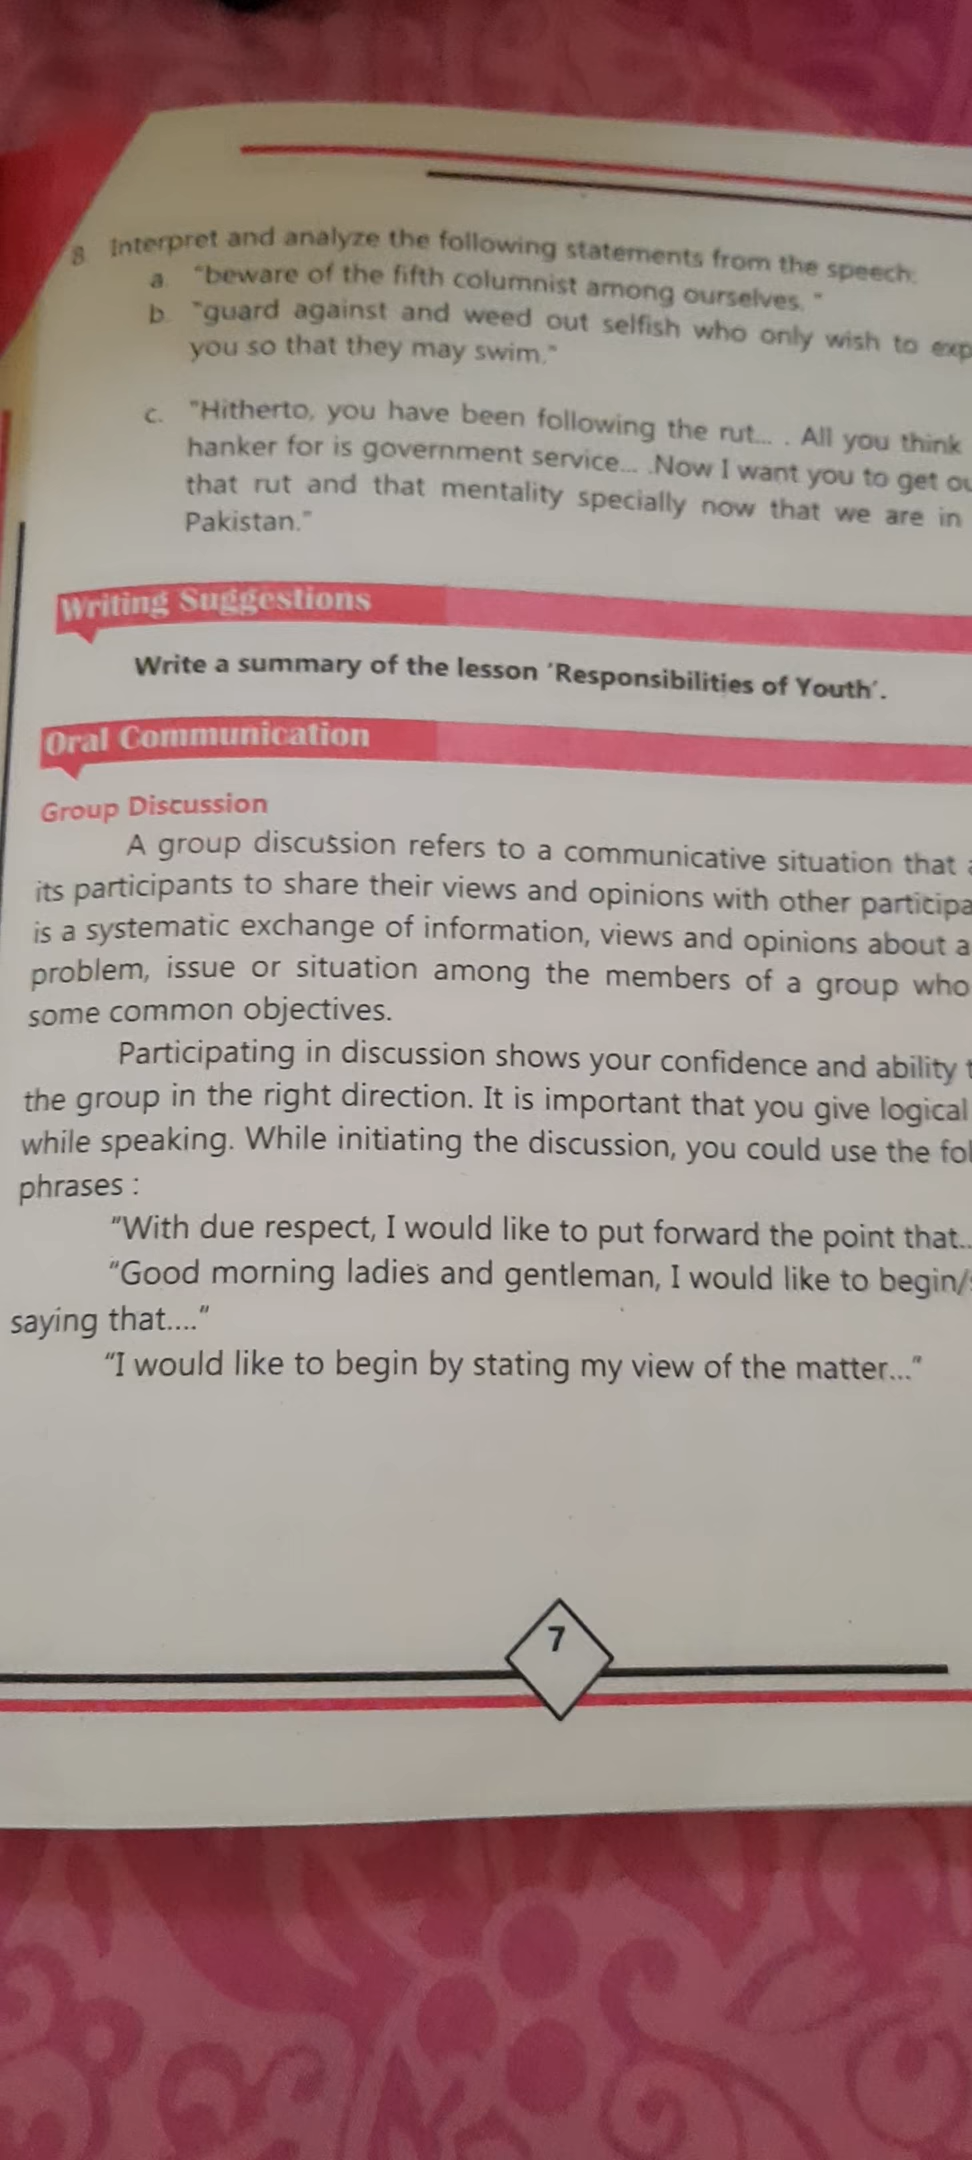 8. Interpret and analyze the following statements from the speech:
a. "beware of the fifth columnist among ourselves. "
b. "guard against and weed out selfish who only wish to exp
you so that they may swim."
c. "Hitherto, you have been following the rut... . All you think
hanker for is government service... .Now I want you to get ou
that rut and that mentality specially now that we are in
Pakistan."
Writing Suggestions
Write a summary of the lesson 'Responsibilities of Youth'.
Oral Communication
Group Discussion
A group discussion refers to a communicative situation that a
its participants to share their views and opinions with other participa
is a systematic exchange of information, views and opinions about a
problem, issue or situation among the members of a group who
some common objectives.
Participating in discussion shows your confidence and ability t
the group in the right direction. It is important that you give logical
while speaking. While initiating the discussion, you could use the fol
phrases :
"With due respect, I would like to put forward the point that..
"Good morning ladies and gentleman, I would like to begin/
saying that...."
"I would like to begin by stating my view of the matter..."
7